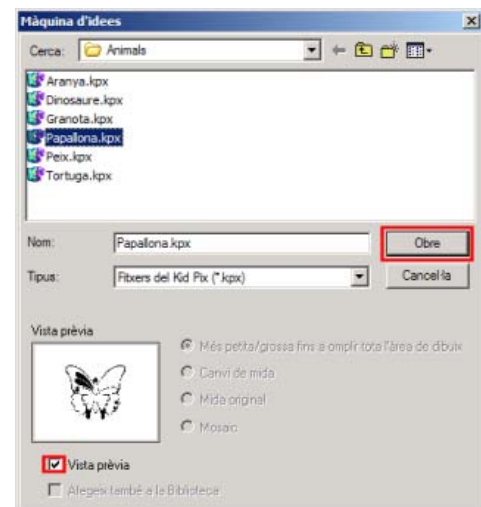 Màquina d'idees
Cerca: Animals
Aranya.kpx
Dinosaure.kpx
Granota.kpx
Papallona.kpx
Peix.kpx
Tortuga.kpx
Nom: Papallona.kpx Obre
Tipus: Fitxers del Kid Pix (*.kpx) Cancel·la
Vista prèvia
Més petita/grossa fins a omplir tota l'àrea de dibuix
Canvi de mida
Mida original
Mosaic
Vista prèvia
Afegeix també a la Biblioteca